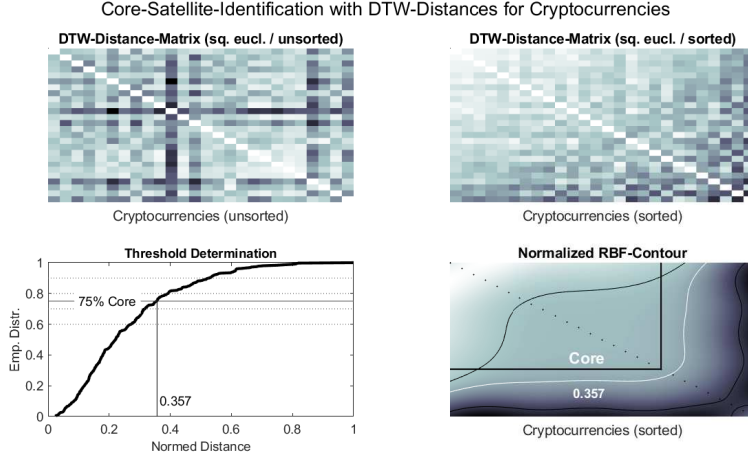 Core-Satellite-Identification with DTW-Distances for Cryptocurrencies
DTW-Distance-Matrix (sq. eucl. / unsorted)
DTW-Distance-Matrix (sq. eucl. / sorted)
Cryptocurrencies (unsorted)
Cryptocurrencies (sorted)
Threshold Determination
Normalized RBF-Contour
1
0.8
0.6
0.4
0.2
0
Emp. Distr.
75% Core
0.357
0 0.2 0.4 0.6 0.8 1
Normed Distance
Core
0.357
Cryptocurrencies (sorted)